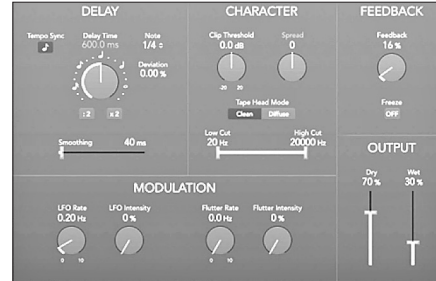 DELAY
Tempo Sync
Delay Time
600.0 ms
Note
1/4
Deviation
0.00 %
: 2
x 2
Smoothing
40 ms
CHARACTER
Clip Threshold
0.0 dB
Spread
0
-20 20
Tape Head Mode
Clean
Diffuse
Low Cut
20 Hz
High Cut
20000 Hz
FEEDBACK
Feedback
16 %
Freeze
OFF
OUTPUT
Dry
70 %
Wet
30 %
MODULATION
LFO Rate
0.20 Hz
0 10
LFO Intensity
0 %
Flutter Rate
0.0 Hz
0 10
Flutter Intensity
0 %